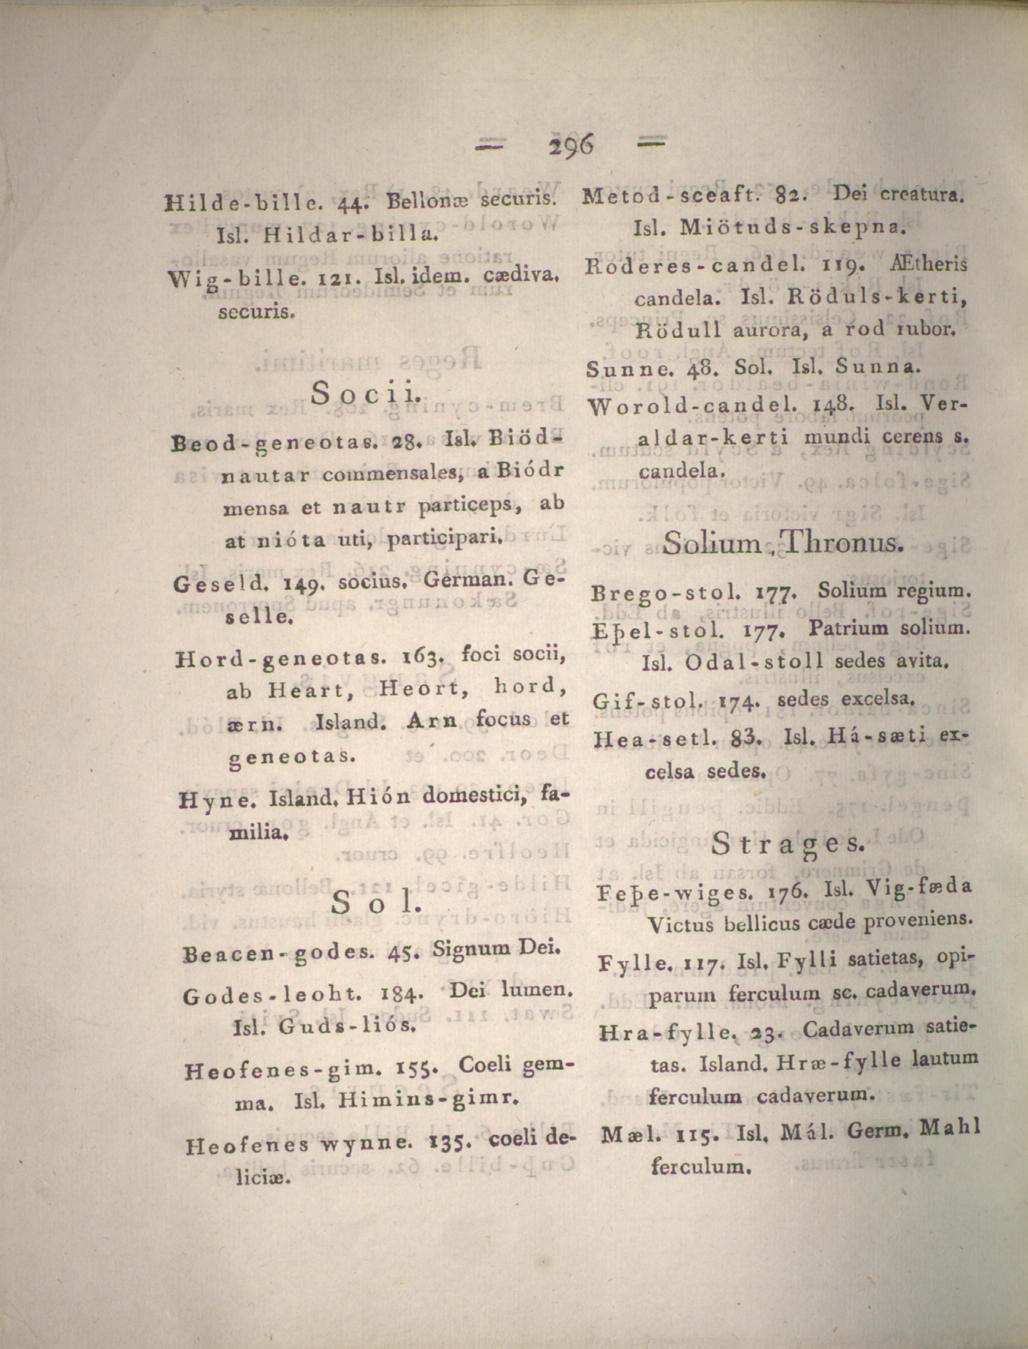 — 296 —
Hilde-bille. 44. Bellonæ securis.
Isl. Hildar-billa.
Wig-bille. 121. Isl. idem. cædiva,
securis.
Socii.
Beod-geneotas. 28. Isl. Biöd-
nautar commensales, a Biódr
mensa et nautr particeps, ab
at nióta uti, participari.
Geseld. 149. socius. German. Ge-
selle.
Hord-geneotas. 163. foci socii,
ab Heart, Heort, hord,
ærn. Island. Arn focus et
geneotas.
Hyne. Island. Hión domestici, fa-
milia.
Sol.
Beacen-godes. 45. Signum Dei.
Godes-leoht. 184. Dei lumen.
Isl. Guds-liós.
Heofenes-gim. 155. Coeli gem-
ma. Isl. Himins-gimr.
Heofenes wynne. 135. coeli de-
liciæ.
Metod-sceaft. 82. Dei creatura.
Isl. Miötuds-skepna.
Roderes-candel. 119. Ætheris
candela. Isl. Röduls-kerti,
Rödull aurora, a rod rubor.
Sunne. 48. Sol. Isl. Sunna.
Worold-candel. 148. Isl. Ver-
aldar-kerti mundi cerens s.
candela.
Solium, Thronus.
Brego-stol. 177. Solium regium.
Eþel-stol. 177. Patrium solium.
Isl. Odal-stoll sedes avita.
Gif-stol. 174. sedes excelsa.
Hea-setl. 83. Isl. Há-sæti ex-
celsa sedes.
Strages.
Feþe-wiges. 176. Isl. Vig-fæda
Victus bellicus cæde proveniens.
Fylle. 117. Isl. Fylli satietas, opi-
parum ferculum sc. cadaverum.
Hra-fylle. 23. Cadaverum satie-
tas. Island. Hræ-fylle lautum
ferculum cadaverum.
Mæl. 115. Isl. Mál. Germ. Mahl
ferculum.